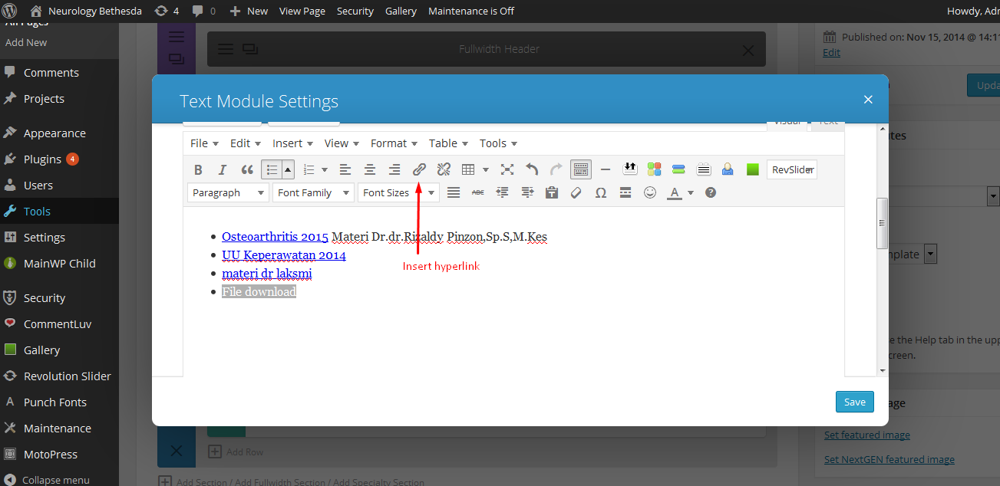 Neurology Bethesda 4 0 New View Page Security Gallery Maintenance is Off Howdy, Adr
All Pages
Add New
Comments
Projects
Appearance
Plugins 4
Users
Tools
Settings
MainWP Child
Security
CommentLuv
Gallery
Revolution Slider
Punch Fonts
Maintenance
MotoPress
Collapse menu
Fullwidth Header
Text Module Settings
Visual Text
File Edit Insert View Format Table Tools
RevSlider
Paragraph Font Family Font Sizes ABC
Osteoarthritis 2015 Materi Dr.dr.Rizaldy Pinzon,Sp.S,M.Kes
UU Keperawatan 2014
materi dr laksmi
File download
Insert hyperlink
Save
Add Row
Add Section / Add Fullwidth Section / Add Specialty Section
Published on: Nov 15, 2014 @ 14:11
Edit
Upda
tes
nplate
e the Help tab in the upp
creen.
age
Set featured image
Set NextGEN featured image